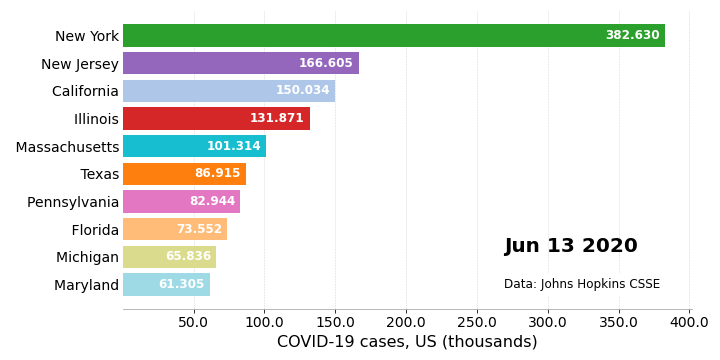 New York 382.630
New Jersey 166.605
California 150.034
Illinois 131.871
Massachusetts 101.314
Texas 86.915
Pennsylvania 82.944
Florida 73.552
Michigan 65.836
Maryland 61.305
Jun 13 2020
Data: Johns Hopkins CSSE
50.0 100.0 150.0 200.0 250.0 300.0 350.0 400.0
COVID-19 cases, US (thousands)